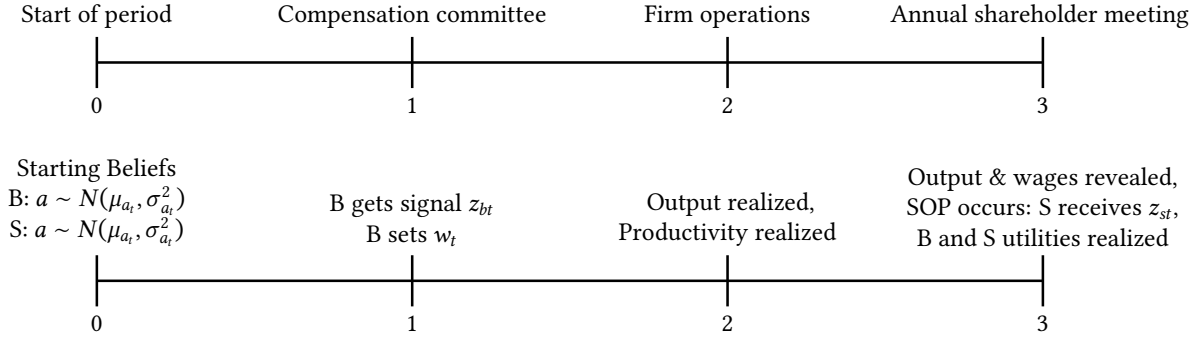 Start of period Compensation committee Firm operations Annual shareholder meeting
0 1 2 3
Starting Beliefs
B: a ∼ N(μ_{a_t}, σ²_{a_t})
S: a ∼ N(μ_{a_t}, σ²_{a_t})
B gets signal z_{bt}
B sets w_t
Output realized,
Productivity realized
Output & wages revealed,
SOP occurs: S receives z_{st},
B and S utilities realized
0 1 2 3